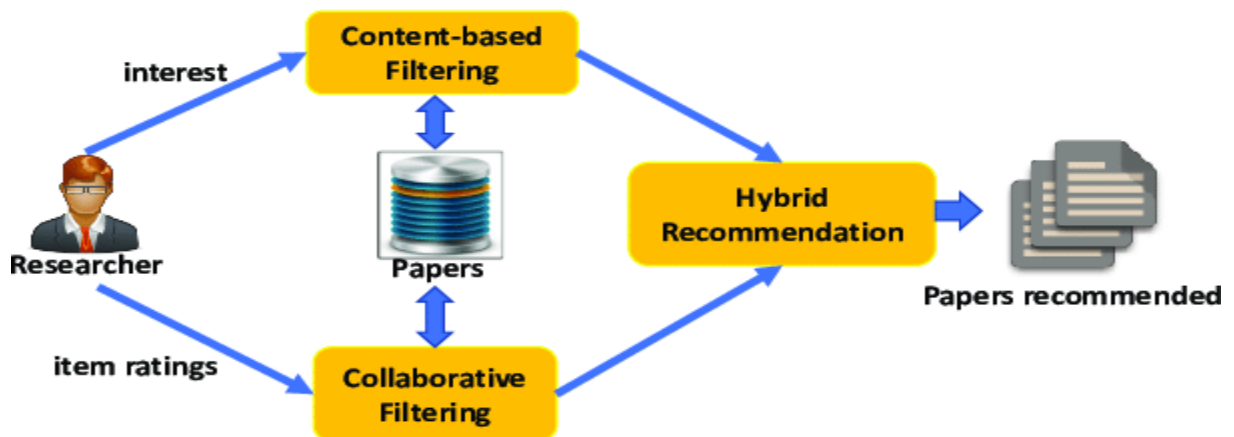 Content-based
Filtering
interest
Researcher
Papers
Hybrid
Recommendation
Papers recommended
item ratings
Collaborative
Filtering